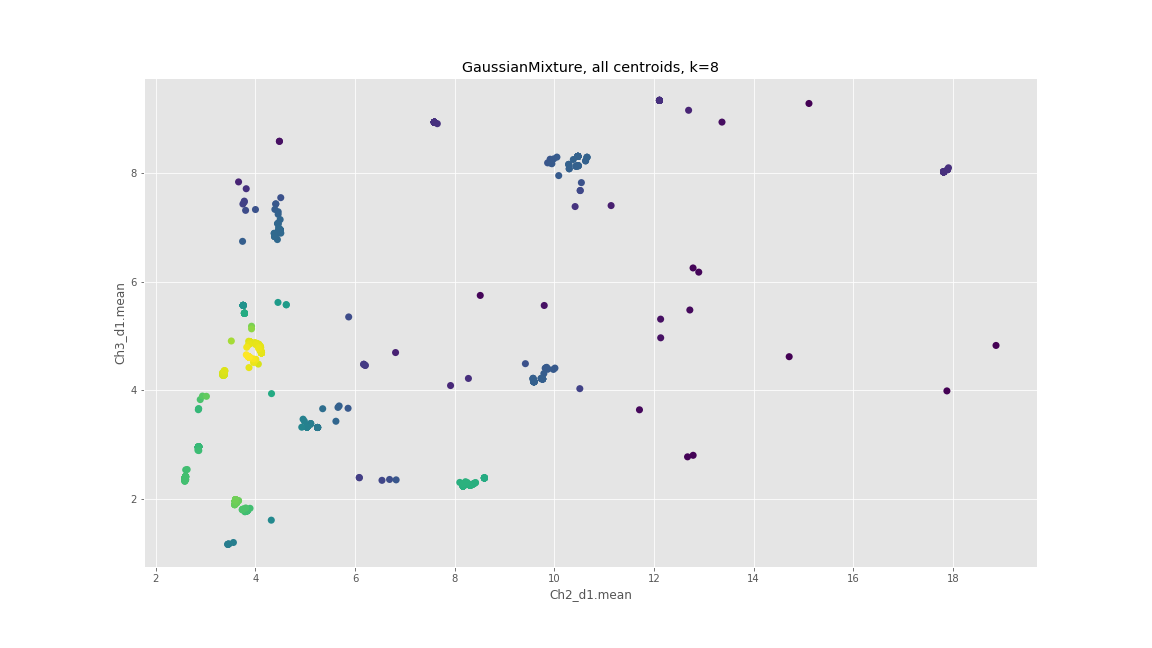 GaussianMixture, all centroids, k=8
Ch3_d1.mean
8
6
4
2
2 4 6 8 10 12 14 16 18
Ch2_d1.mean